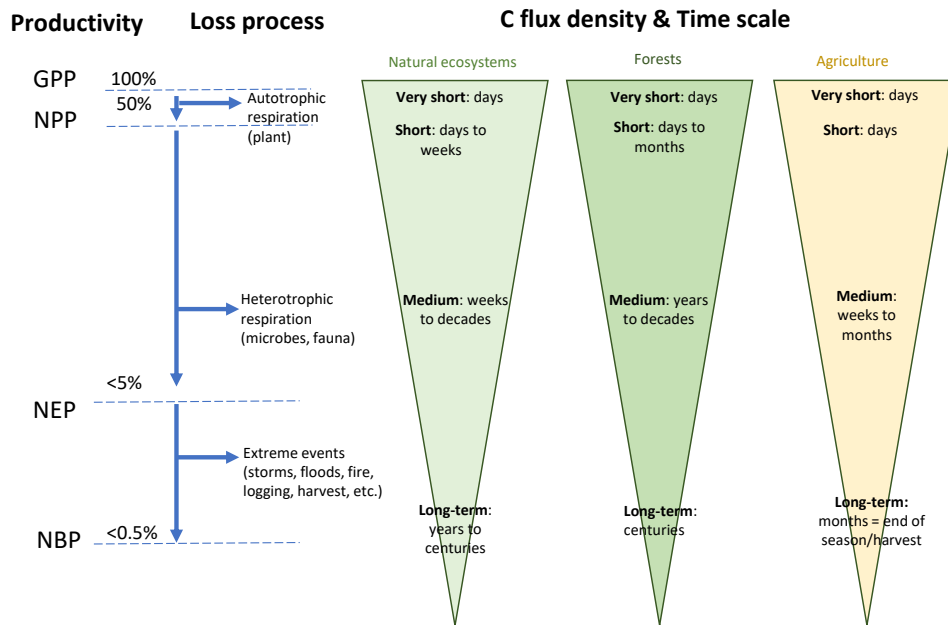 Productivity
Loss process
C flux density & Time scale
GPP
100%
50%
NPP
Autotrophic
respiration
(plant)
Heterotrophic
respiration
(microbes, fauna)
<5%
NEP
Extreme events
(storms, floods, fire,
logging, harvest, etc.)
<0.5%
NBP
Natural ecosystems
Very short: days
Short: days to
weeks
Medium: weeks
to decades
Long-term:
years to
centuries
Forests
Very short: days
Short: days to
months
Medium: years
to decades
Long-term:
centuries
Agriculture
Very short: days
Short: days
Medium:
weeks to
months
Long-term:
months = end of
season/harvest